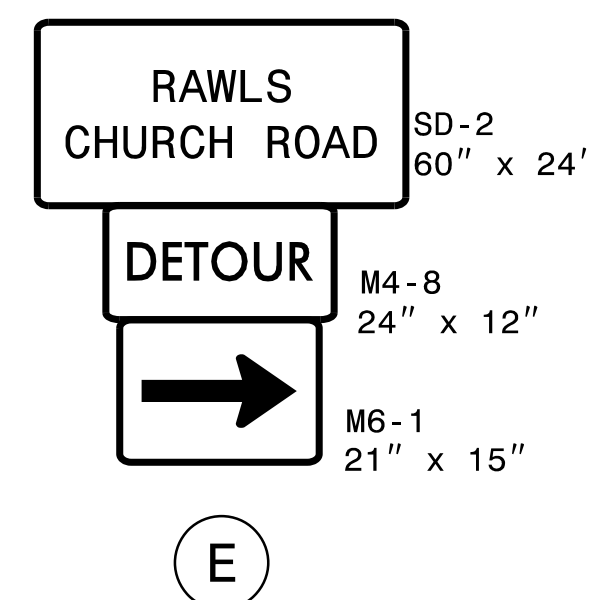 RAWLS
CHURCH ROAD
SD-2
60" x 24'
DETOUR
M4-8
24" x 12"
M6-1
21" x 15"
E